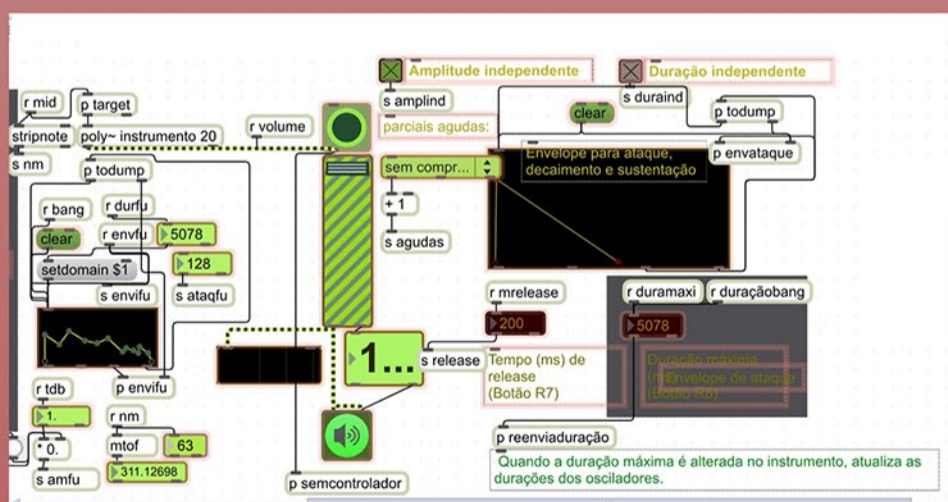 Amplitude independente
Duração independente
s amplind
s duraind
r mid
p target
clear
p todump
stripnote
poly~ instrumento 20
r volume
parciais agudas:
s nm
p todump
sem compr...
Envelope para ataque,
decaimento e sustentação
p envataque
r bang
r durfu
+ 1
clear
r envfu
5078
s agudas
setdomain $1
128
s envifu
s ataqfu
r mrelease
r duramaxi
r duraçãobang
200
5078
1...
s release
Tempo (ms) de
release
(Botão R7)
Duração máxima
Envelope de ataque
p envifu
r tdb
1.
r nm
* 0.
mtof
63
s amfu
311.12698
p reenviaduração
p semcontrolador
Quando a duração máxima é alterada no instrumento, atualiza as
durações dos osciladores.